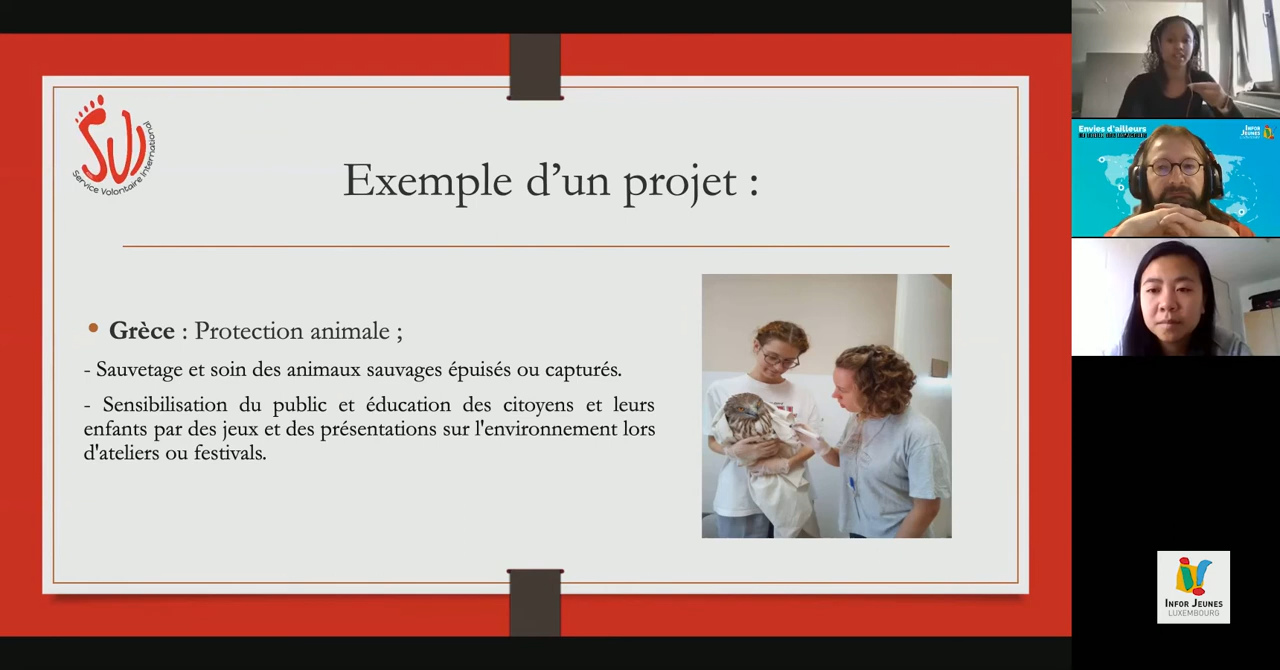 SVI
Service Volontaire International
Exemple d’un projet :
• Grèce : Protection animale ;
- Sauvetage et soin des animaux sauvages épuisés ou capturés.
- Sensibilisation du public et éducation des citoyens et leurs
enfants par des jeux et des présentations sur l'environnement lors
d'ateliers ou festivals.
Envies d'ailleurs
INFOR
JEUNES
INFOR JEUNES
LUXEMBOURG